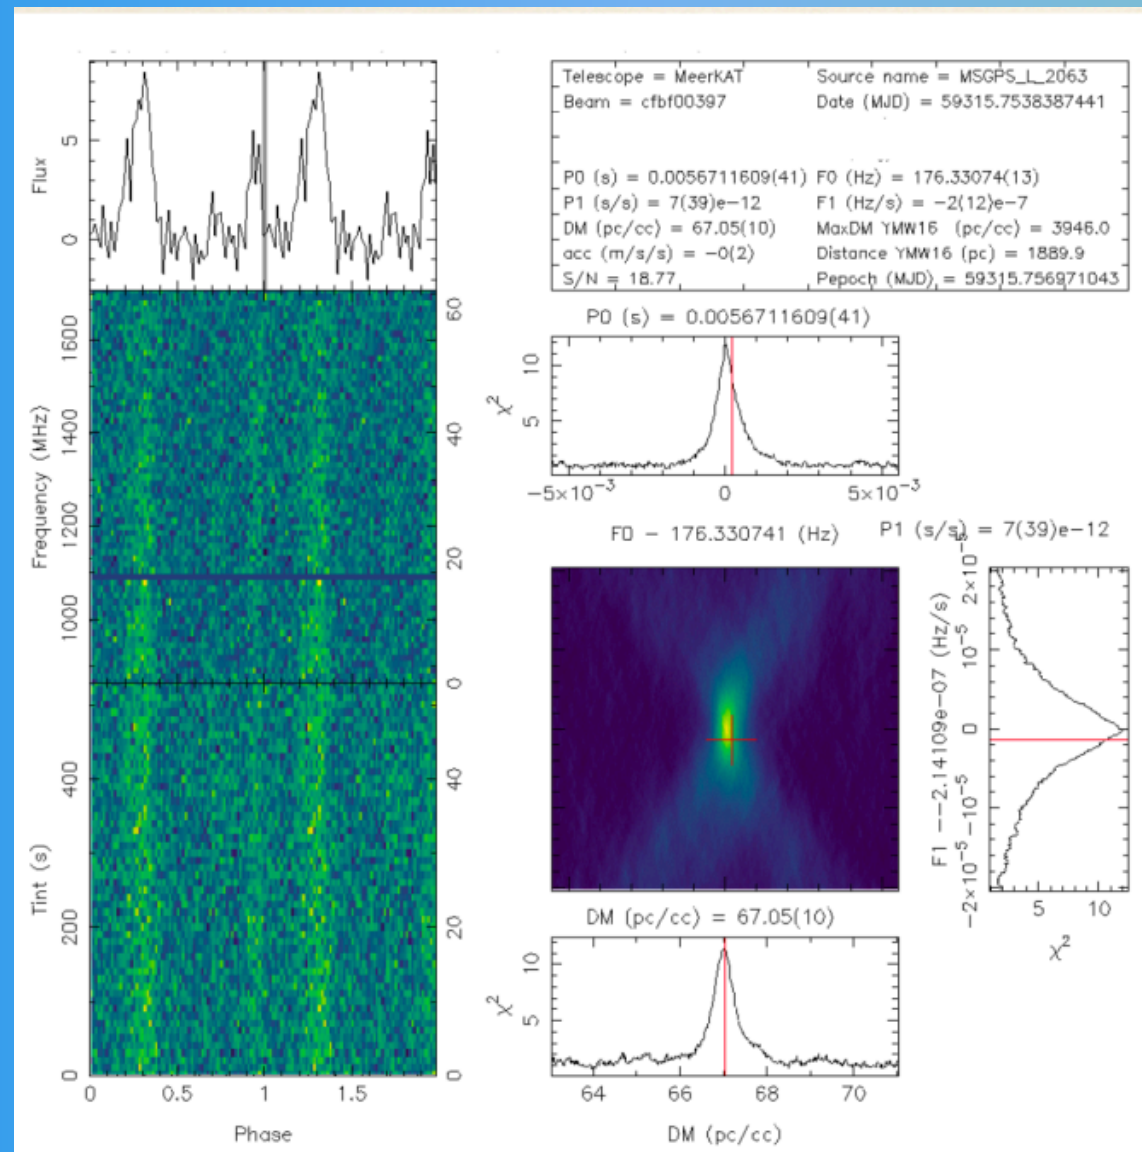 Telescope = MeerKAT Source name = MSGPS_L_2063
Beam = cfbf00397 Date (MJD) = 59315.7538387441
P0 (s) = 0.0056711609(41) F0 (Hz) = 176.33074(13)
P1 (s/s) = 7(39)e-12 F1 (Hz/s) = -2(12)e-7
DM (pc/cc) = 67.05(10) MaxDM YMW16 (pc/cc) = 3946.0
acc (m/s/s) = -0(2) Distance YMW16 (pc) = 1889.9
S/N = 18.77 Pepoch (MJD) = 59315.756971043
Flux
5
0
Frequency (MHz)
1600
1400
1200
1000
60
40
20
0
Tint (s)
400
200
0
40
20
0
0 0.5 1 1.5
Phase
P0 (s) = 0.0056711609(41)
χ²
10
5
−5×10⁻³ 0 5×10⁻³
F0 − 176.330741 (Hz)
P1 (s/s) = 7(39)e−12
F1 −−2.14109e−07 (Hz/s)
2×10⁻⁵
10⁻⁵
0
−10⁻⁵
−2×10⁻⁵
5 10
χ²
DM (pc/cc) = 67.05(10)
χ²
10
5
64 66 68 70
DM (pc/cc)